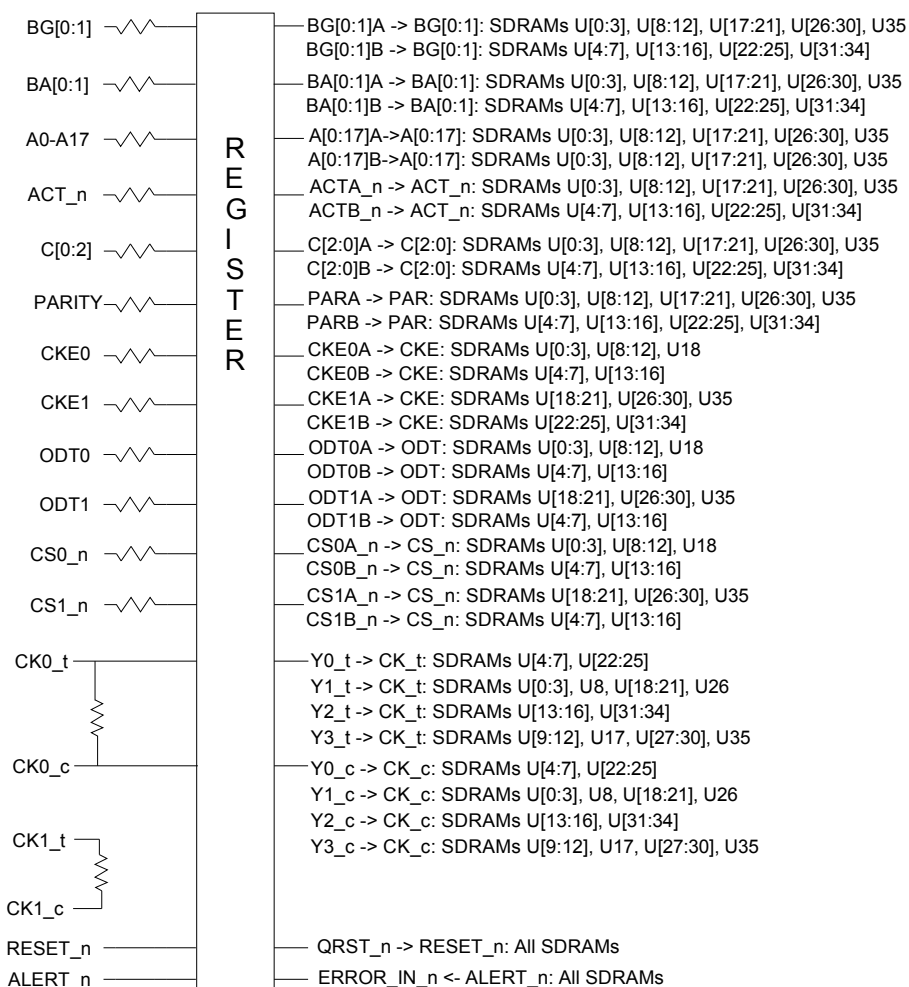 BG[0:1]
BG[0:1]A -> BG[0:1]: SDRAMs U[0:3], U[8:12], U[17:21], U[26:30], U35
BG[0:1]B -> BG[0:1]: SDRAMs U[4:7], U[13:16], U[22:25], U[31:34]
BA[0:1]
BA[0:1]A -> BA[0:1]: SDRAMs U[0:3], U[8:12], U[17:21], U[26:30], U35
BA[0:1]B -> BA[0:1]: SDRAMs U[4:7], U[13:16], U[22:25], U[31:34]
A0-A17
A[0:17]A->A[0:17]: SDRAMs U[0:3], U[8:12], U[17:21], U[26:30], U35
A[0:17]B->A[0:17]: SDRAMs U[0:3], U[8:12], U[17:21], U[26:30], U35
ACT_n
ACTA_n -> ACT_n: SDRAMs U[0:3], U[8:12], U[17:21], U[26:30], U35
ACTB_n -> ACT_n: SDRAMs U[4:7], U[13:16], U[22:25], U[31:34]
C[0:2]
C[2:0]A -> C[2:0]: SDRAMs U[0:3], U[8:12], U[17:21], U[26:30], U35
C[2:0]B -> C[2:0]: SDRAMs U[4:7], U[13:16], U[22:25], U[31:34]
PARITY
PARA -> PAR: SDRAMs U[0:3], U[8:12], U[17:21], U[26:30], U35
PARB -> PAR: SDRAMs U[4:7], U[13:16], U[22:25], U[31:34]
CKE0
CKE0A -> CKE: SDRAMs U[0:3], U[8:12], U18
CKE0B -> CKE: SDRAMs U[4:7], U[13:16]
CKE1
CKE1A -> CKE: SDRAMs U[18:21], U[26:30], U35
CKE1B -> CKE: SDRAMs U[22:25], U[31:34]
ODT0
ODT0A -> ODT: SDRAMs U[0:3], U[8:12], U18
ODT0B -> ODT: SDRAMs U[4:7], U[13:16]
ODT1
ODT1A -> ODT: SDRAMs U[18:21], U[26:30], U35
ODT1B -> ODT: SDRAMs U[4:7], U[13:16]
CS0_n
CS0A_n -> CS_n: SDRAMs U[0:3], U[8:12], U18
CS0B_n -> CS_n: SDRAMs U[4:7], U[13:16]
CS1_n
CS1A_n -> CS_n: SDRAMs U[18:21], U[26:30], U35
CS1B_n -> CS_n: SDRAMs U[4:7], U[13:16]
REGISTER
CK0_t
Y0_t -> CK_t: SDRAMs U[4:7], U[22:25]
Y1_t -> CK_t: SDRAMs U[0:3], U8, U[18:21], U26
Y2_t -> CK_t: SDRAMs U[13:16], U[31:34]
Y3_t -> CK_t: SDRAMs U[9:12], U17, U[27:30], U35
CK0_c
Y0_c -> CK_c: SDRAMs U[4:7], U[22:25]
Y1_c -> CK_c: SDRAMs U[0:3], U8, U[18:21], U26
Y2_c -> CK_c: SDRAMs U[13:16], U[31:34]
Y3_c -> CK_c: SDRAMs U[9:12], U17, U[27:30], U35
CK1_t
CK1_c
RESET_n
QRST_n -> RESET_n: All SDRAMs
ALERT_n
ERROR_IN_n <- ALERT_n: All SDRAMs